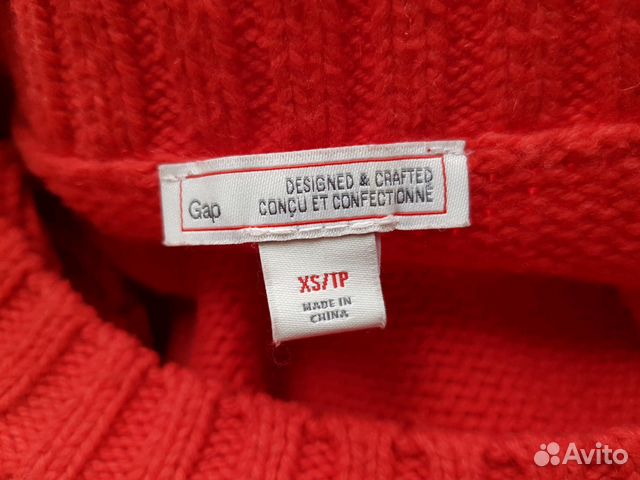 Gap
DESIGNED & CRAFTED
CONÇU ET CONFECTIONNÉ
XS/TP
MADE IN
CHINA
Avito